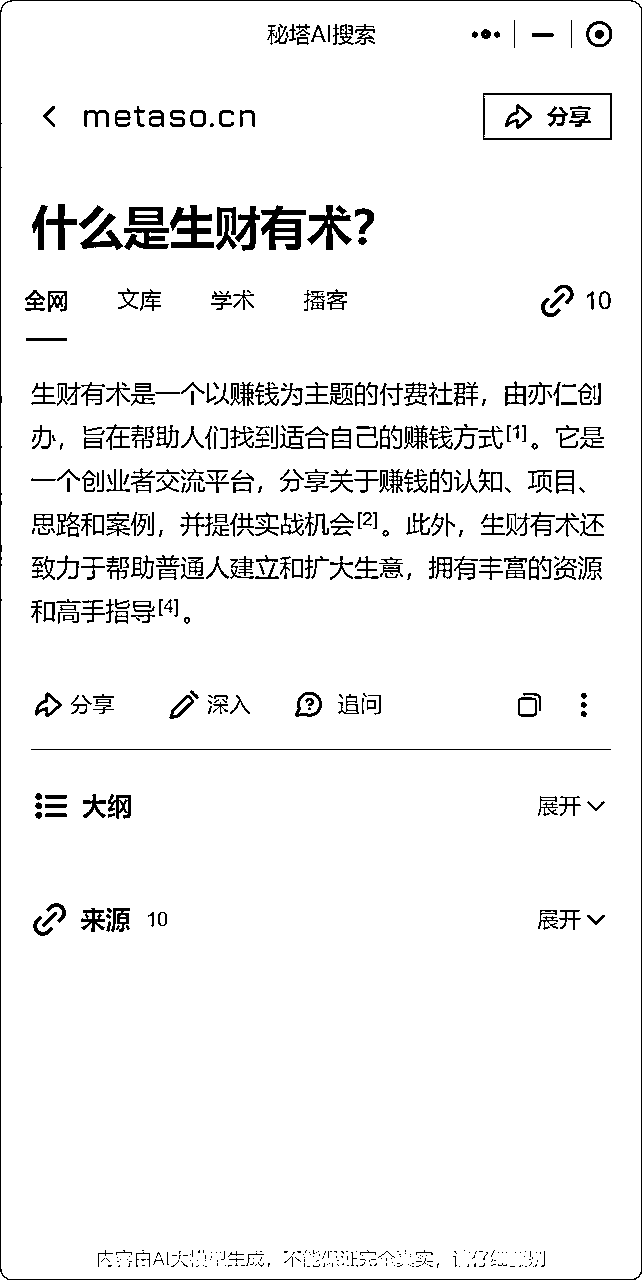 秘塔AI搜索
metaso.cn
分享
什么是生财有术？
全网 文库 学术 播客 10
生财有术是一个以赚钱为主题的付费社群，由亦仁创
办，旨在帮助人们找到适合自己的赚钱方式[1]。它是
一个创业者交流平台，分享关于赚钱的认知、项目、
思路和案例，并提供实战机会[2]。此外，生财有术还
致力于帮助普通人建立和扩大生意，拥有丰富的资源
和高手指导[4]。
分享 深入 追问
大纲 展开
来源 10 展开
内容由AI大模型生成，不能保证完全真实，请仔细甄别